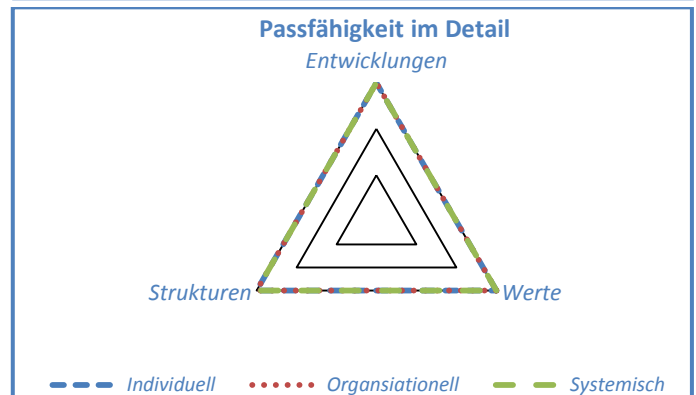 Passfähigkeit im Detail
Entwicklungen
Strukturen
Werte
Individuell
Organsiationell
Systemisch